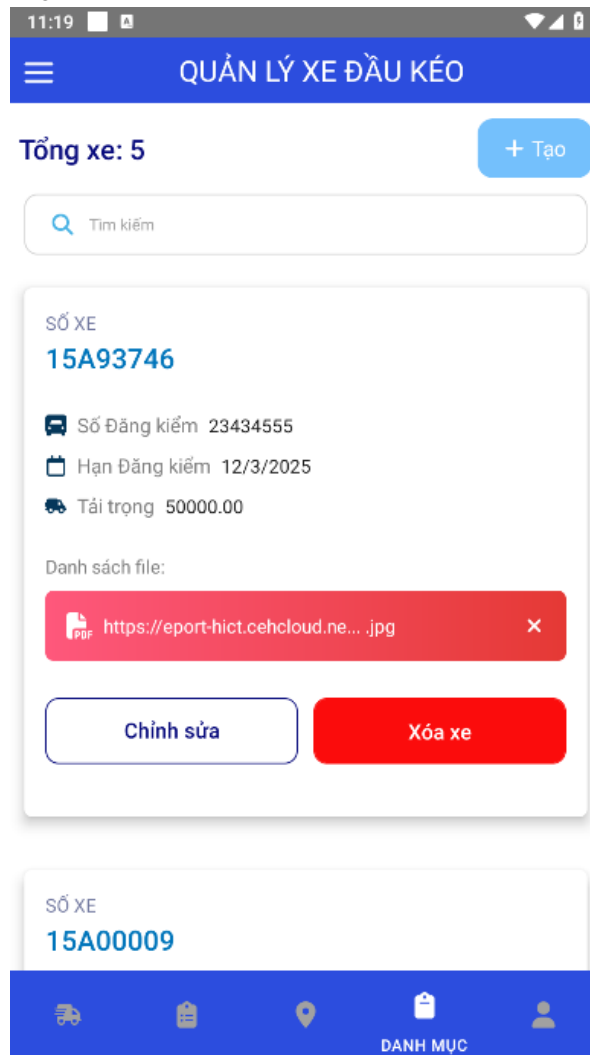 11:19
A
QUẢN LÝ XE ĐẦU KÉO
Tổng xe: 5
+ Tạo
Tìm kiếm
SỐ XE
15A93746
Số Đăng kiểm 23434555
Hạn Đăng kiểm 12/3/2025
Tải trọng 50000.00
Danh sách file:
PDF https://eport-hict.cehcloud.ne... .jpg ×
Chỉnh sửa
Xóa xe
SỐ XE
15A00009
DANH MỤC